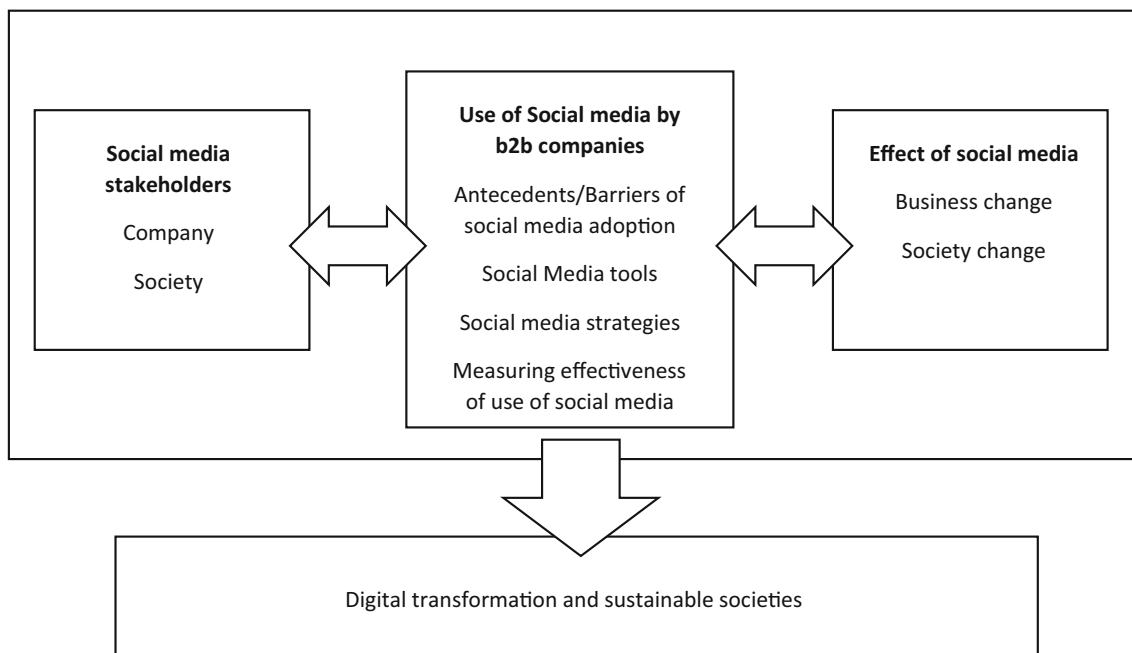 Social media
stakeholders
Company
Society
Use of Social media by
b2b companies
Antecedents/Barriers of
social media adoption
Social Media tools
Social media strategies
Measuring effectiveness
of use of social media
Effect of social media
Business change
Society change
Digital transformation and sustainable societies